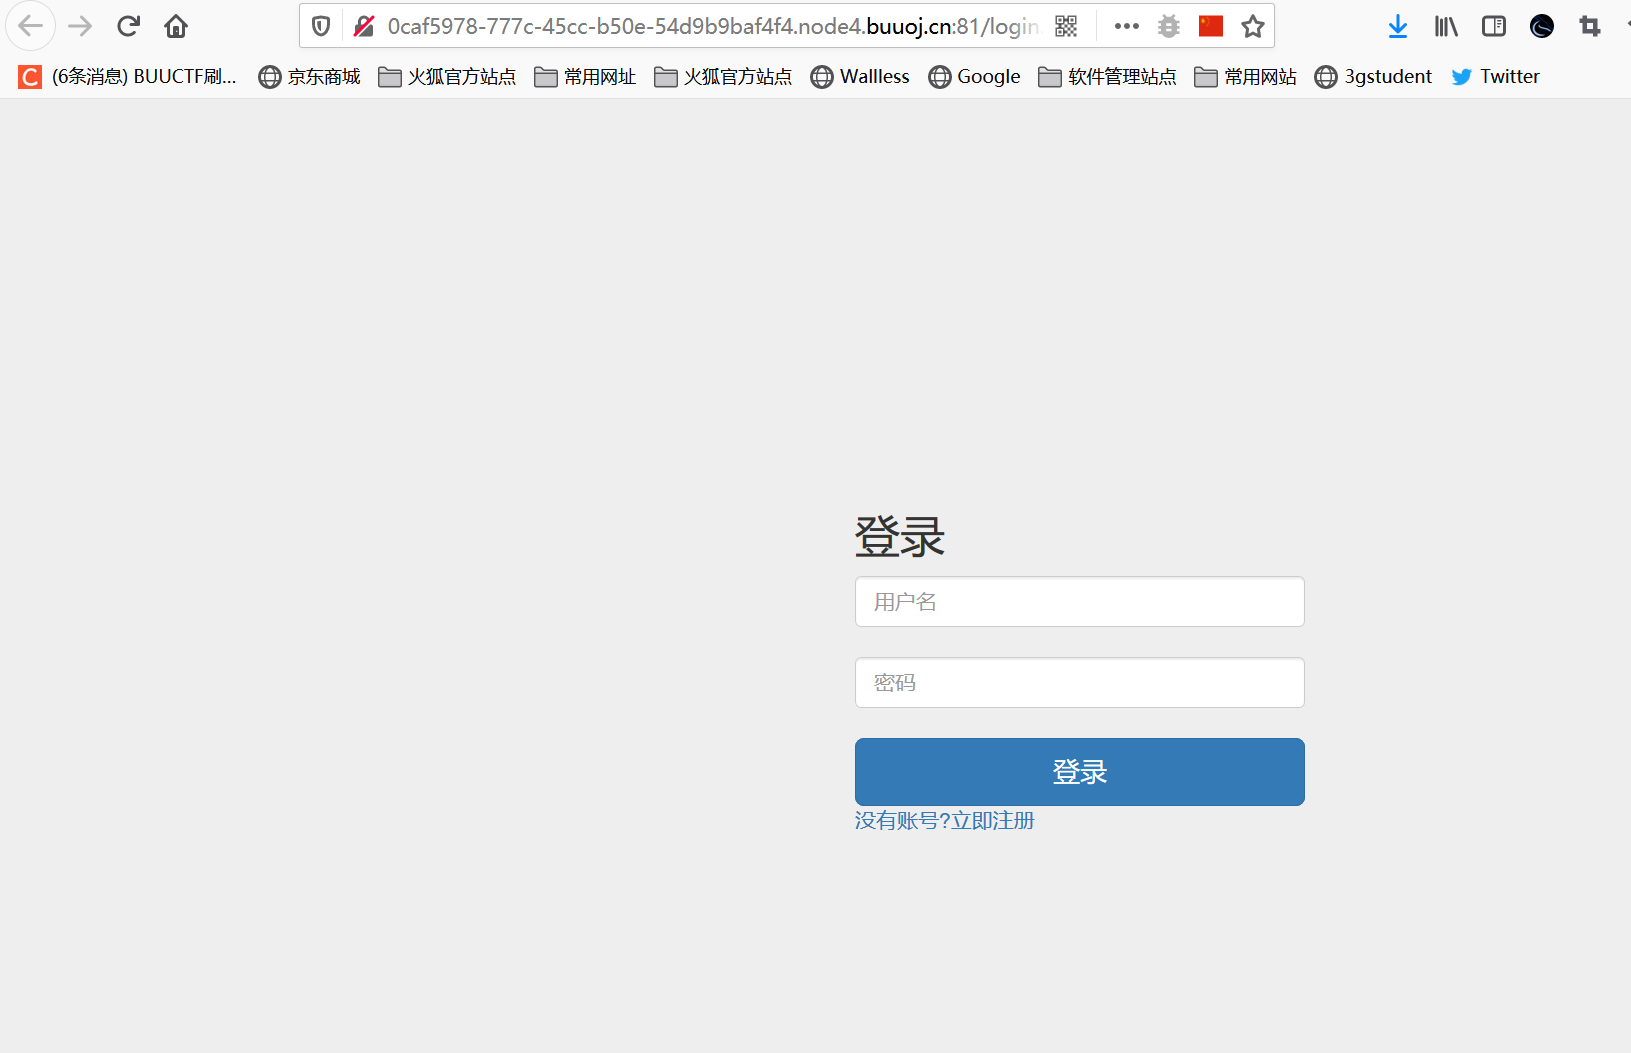 0caf5978-777c-45cc-b50e-54d9b9baf4f4.node4.buuoj.cn:81/login
(6条消息) BUUCTF刷... 京东商城 火狐官方站点 常用网址 火狐官方站点 Wallless Google 软件管理站点 常用网站 3gstudent Twitter
登录
用户名
密码
登录
没有账号?立即注册